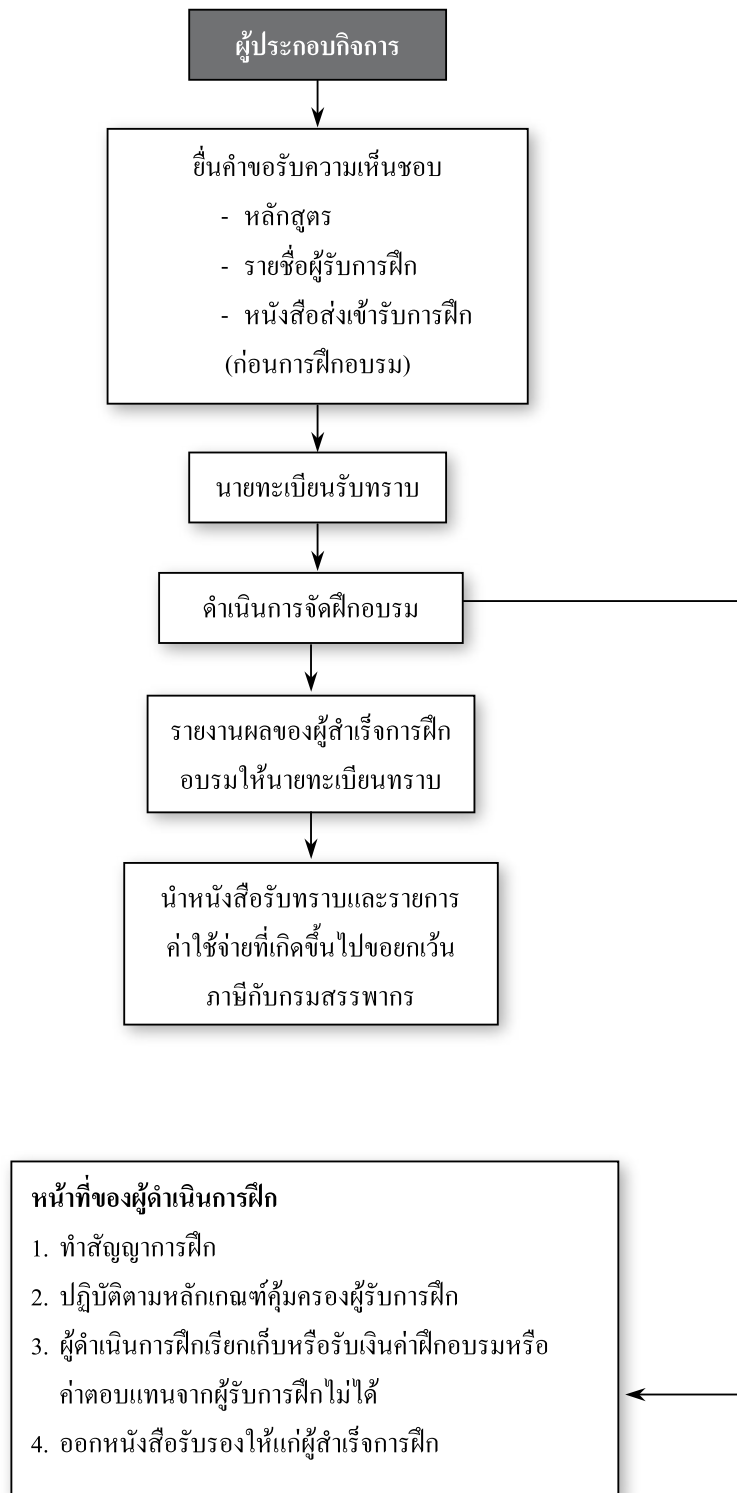 ผู้ประกอบกิจการ
ยื่นคำขอรับความเห็นชอบ
- หลักสูตร
- รายชื่อผู้รับการฝึก
- หนังสือส่งเข้ารับการฝึก
(ก่อนการฝึกอบรม)
นายทะเบียนรับทราบ
ดำเนินการจัดฝึกอบรม
รายงานผลของผู้สำเร็จการฝึก
อบรมให้นายทะเบียนทราบ
นำหนังสือรับทราบและรายการ
ค่าใช้จ่ายที่เกิดขึ้นไปขอยกเว้น
ภาษีกับกรมสรรพากร
หน้าที่ของผู้ดำเนินการฝึก
1. ทำสัญญาการฝึก
2. ปฏิบัติตามหลักเกณฑ์คุ้มครองผู้รับการฝึก
3. ผู้ดำเนินการฝึกเรียกเก็บหรือรับเงินค่าฝึกอบรมหรือ
ค่าตอบแทนจากผู้รับการฝึกไม่ได้
4. ออกหนังสือรับรองให้แก่ผู้สำเร็จการฝึก